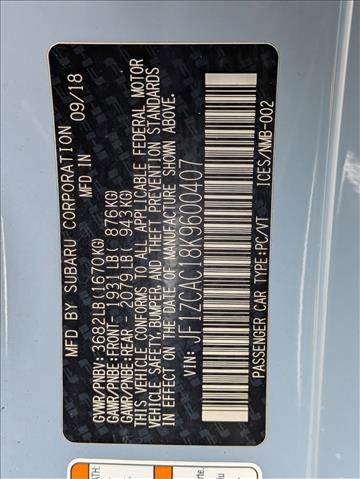 MFD BY SUBARU CORPORATION
MFD IN 09/18
GVWR/PNBV: 3682LB(1670KG)
GAWR/PNBE:FRONT 1931LB( 876KG)
GAWR/PNBE:REAR - 2079LB( 943KG)
THIS VEHICLE CONFORMS TO ALL APPLICABLE FEDERAL MOTOR
VEHICLE SAFETY, BUMPER, AND THEFT PREVENTION STANDARDS
IN EFFECT ON THE DATE OF MANUFACTURE SHOWN ABOVE.
JF1ZCAC18K9600407
PASSENGER CAR TYPE:PC/VT ICES/NMB-002
ATH:
rte.